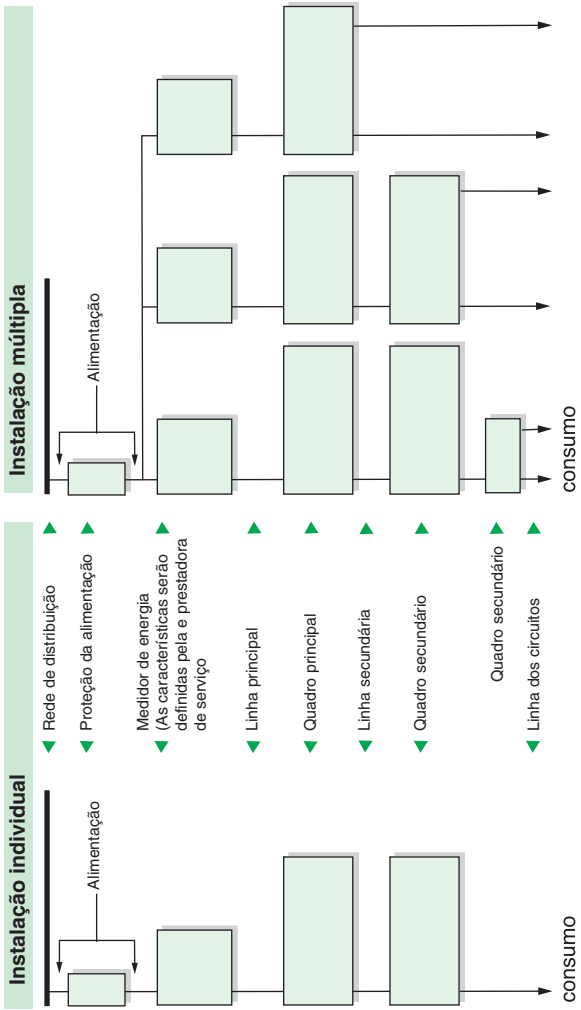 Instalação individual
Instalação múltipla
Alimentação
Rede de distribuição
Proteção da alimentação
Medidor de energia
(As características serão
definidas pela e prestadora
de serviço
Linha principal
Quadro principal
Linha secundária
Quadro secundário
Quadro secundário
Linha dos circuitos
Alimentação
consumo
consumo